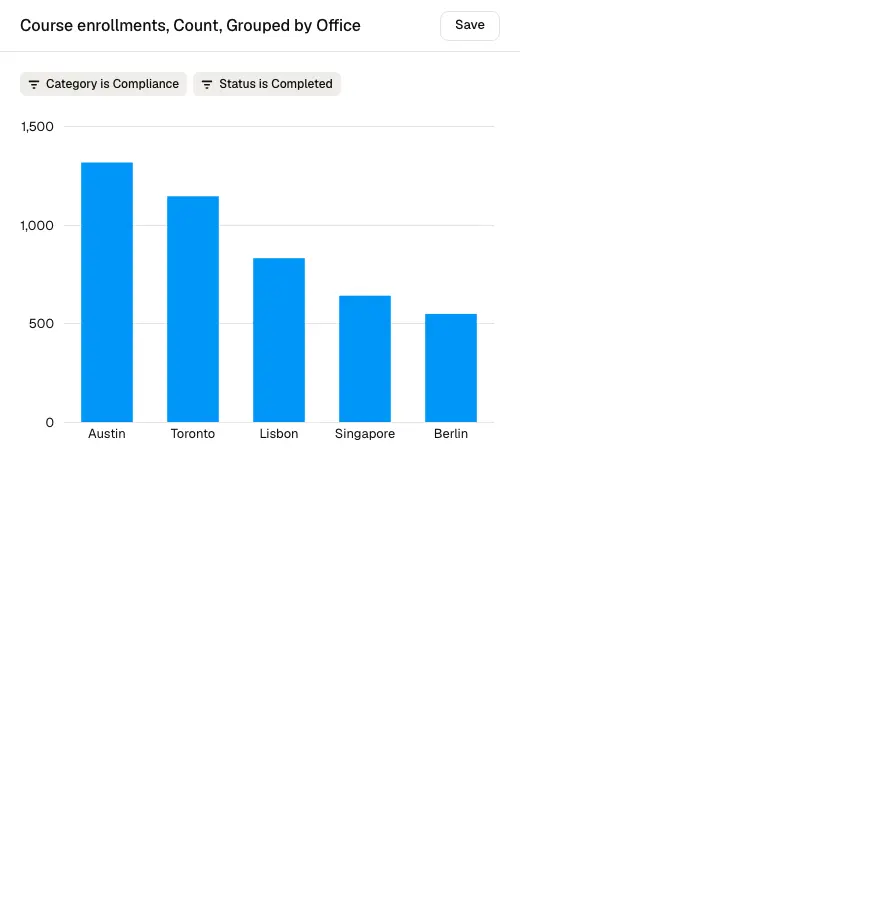 Course enrollments, Count, Grouped by Office
Save
Category is Compliance
Status is Completed
1,500
1,000
500
0
Austin
Toronto
Lisbon
Singapore
Berlin